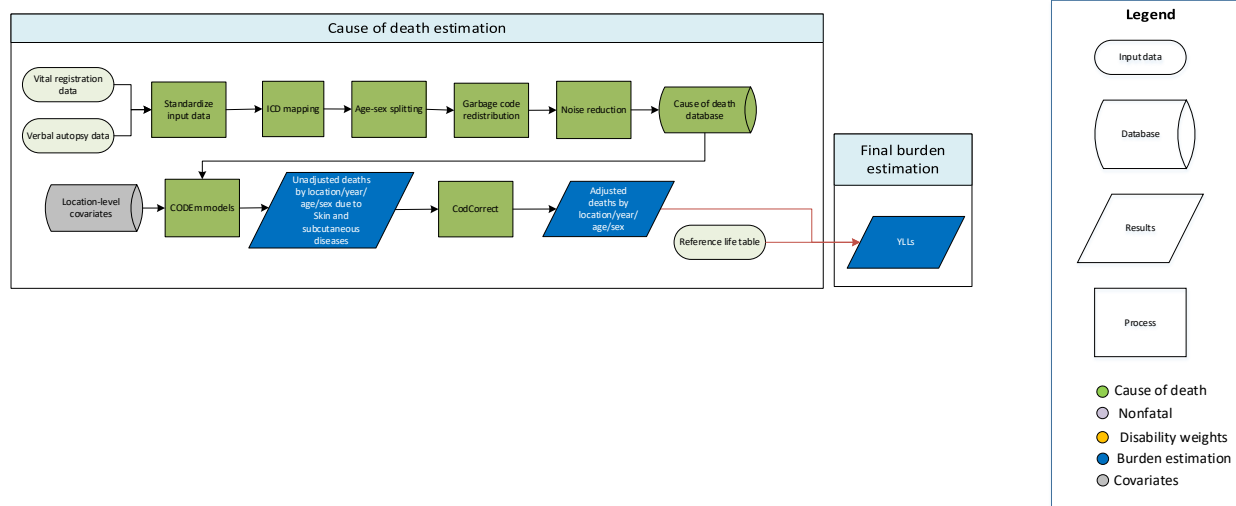 Cause of death estimation
Vital registration
data
Verbal autopsy data
Standardize
input data
ICD mapping
Age-sex splitting
Garbage code
redistribution
Noise reduction
Cause of death
database
Location-level
covariates
CODEm models
Unadjusted deaths
by location/year/
age/sex due to
Skin and
subcutaneous
diseases
CodCorrect
Adjusted
deaths by
location/year/
age/sex
Reference life table
Final burden
estimation
YLLs
Legend
Input data
Database
Results
Process
Cause of death
Nonfatal
Disability weights
Burden estimation
Covariates